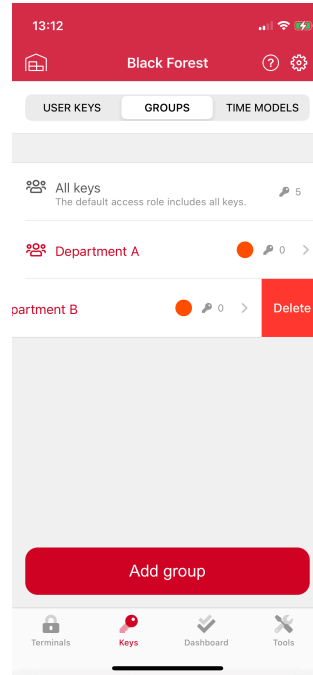 13:12
Black Forest
USER KEYS GROUPS TIME MODELS
All keys 5
The default access role includes all keys.
Department A 0
partment B 0 Delete
Add group
Terminals Keys Dashboard Tools